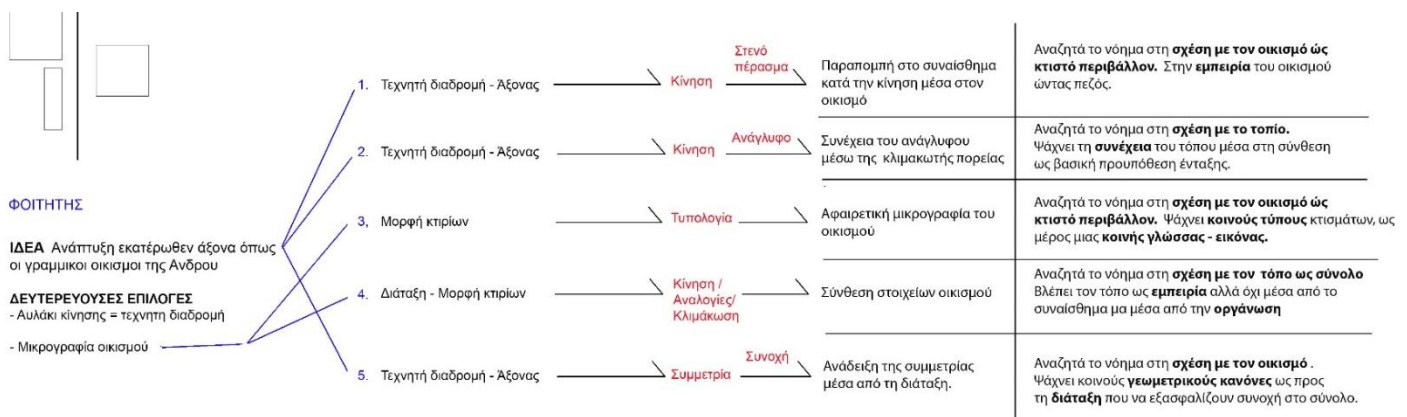 ΦΟΙΤΗΤΗΣ
ΙΔΕΑ Ανάπτυξη εκατέρωθεν άξονα όπως
οι γραμμικοι οικισμοι της Ανδρου
ΔΕΥΤΕΡΕΥΟΥΣΕΣ ΕΠΙΛΟΓΕΣ
- Αυλάκι κίνησης = τεχνητη διαδρομή
- Μικρογραφία οικισμού
1. Τεχνητή διαδρομή - Άξονας
Κίνηση
Στενό
πέρασμα
Παραπομπή στο συναίσθημα
κατά την κίνηση μέσα στον
οικισμό
Αναζητά το νόημα στη σχέση με τον οικισμό ώς
κτιστό περιβάλλον. Στην εμπειρία του οικισμού
ώντας πεζός.
2. Τεχνητή διαδρομή - Άξονας
Κίνηση
Ανάγλυφο
Συνέχεια του ανάγλυφου
μέσω της κλιμακωτής πορείας
Αναζητά το νόημα στη σχέση με το τοπίο.
Ψάχνει τη συνέχεια του τόπου μέσα στη σύνθεση
ως βασική προυπόθεση ένταξης.
3, Μορφή κτιρίων
Τυπολογία
Αφαιρετική μικρογραφία του
οικισμού
Αναζητά το νόημα στη σχέση με τον οικισμό ώς
κτιστό περιβάλλον. Ψάχνει κοινούς τύπους κτισμάτων, ως
μέρος μιας κοινής γλώσσας - εικόνας.
4. Διάταξη - Μορφή κτιρίων
Κίνηση /
Αναλογίες/
Κλιμάκωση
Σύνθεση στοιχείων οικισμού
Αναζητά το νόημα στη σχέση με τον τόπο ως σύνολο
Βλέπει τον τόπο ως εμπειρία αλλά όχι μέσα από το
συναίσθημα μα μέσα από την οργάνωση
5. Τεχνητή διαδρομή - Άξονας
Συμμετρία
Συνοχή
Ανάδειξη της συμμετρίας
μέσα από τη διάταξη.
Αναζητά το νόημα στη σχέση με τον οικισμό .
Ψάχνει κοινούς γεωμετρικούς κανόνες ως προς
τη διάταξη που να εξασφαλίζουν συνοχή στο σύνολο.